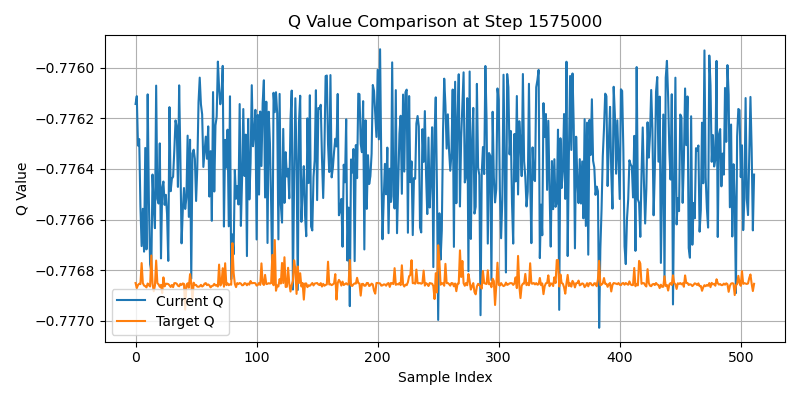 Q Value Comparison at Step 1575000
Q Value
−0.7760
−0.7762
−0.7764
−0.7766
−0.7768
−0.7770
Current Q
Target Q
0
100
200
300
400
500
Sample Index